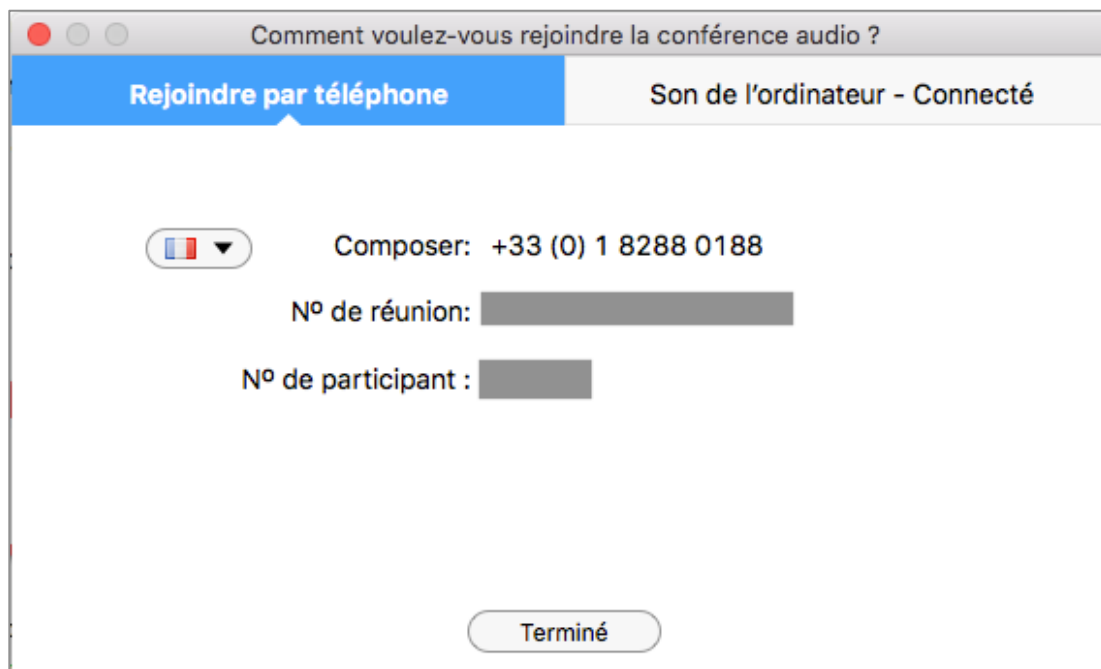 Comment voulez-vous rejoindre la conférence audio ?
Rejoindre par téléphone
Son de l'ordinateur - Connecté
Composer: +33 (0) 1 8288 0188
Nº de réunion:
Nº de participant :
Terminé